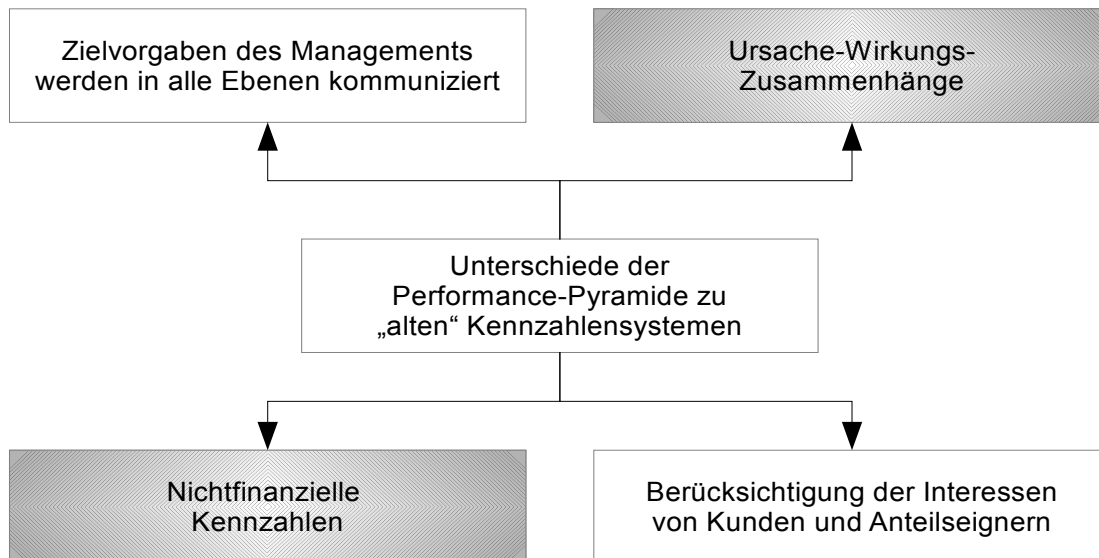 Zielvorgaben des Managements
werden in alle Ebenen kommuniziert
Ursache-Wirkungs-
Zusammenhänge
Unterschiede der
Performance-Pyramide zu
„alten“ Kennzahlensystemen
Nichtfinanzielle
Kennzahlen
Berücksichtigung der Interessen
von Kunden und Anteilseignern